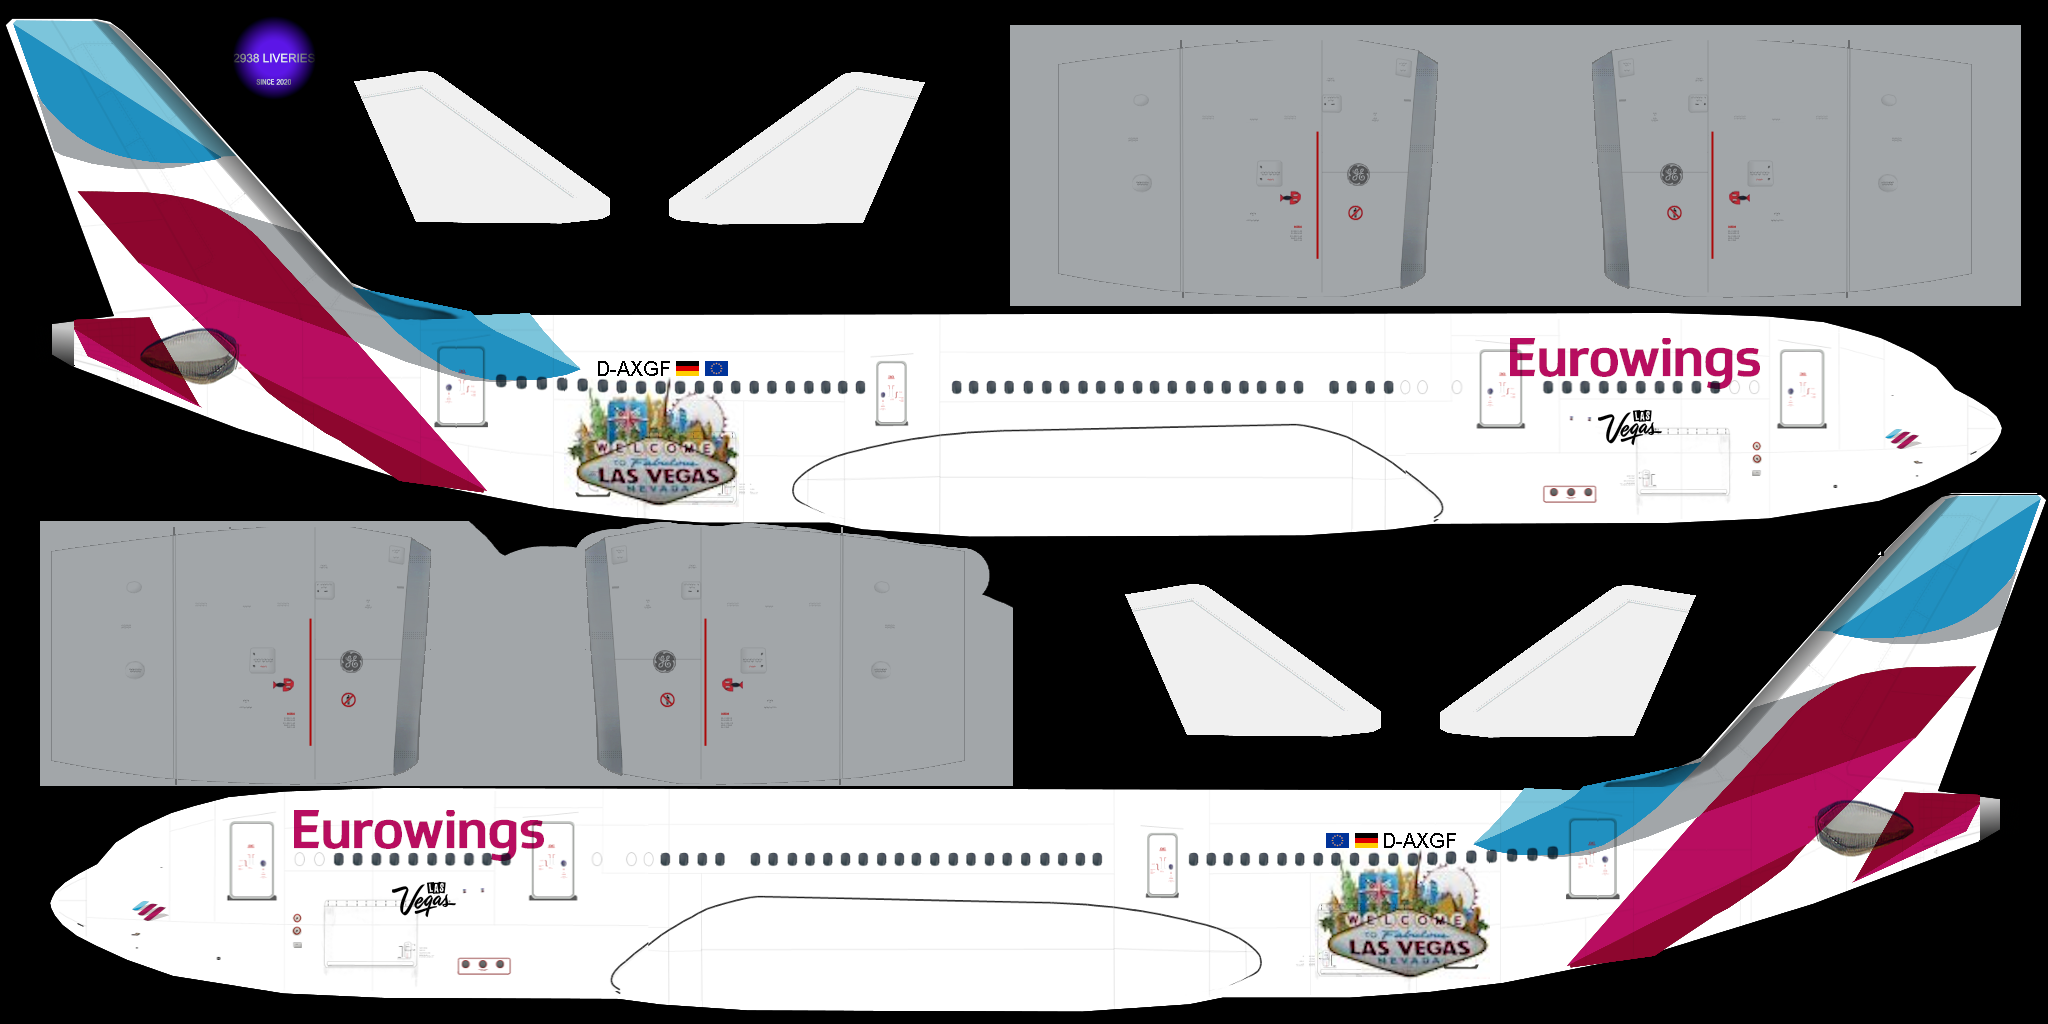 2938 LIVERIES
SINCE 2020
D-AXGF
Eurowings
LAS
Vegas
WELCOME
TO Fabulous
LAS VEGAS
NEVADA
Eurowings
D-AXGF
LAS
Vegas
WELCOME
TO Fabulous
LAS VEGAS
NEVADA